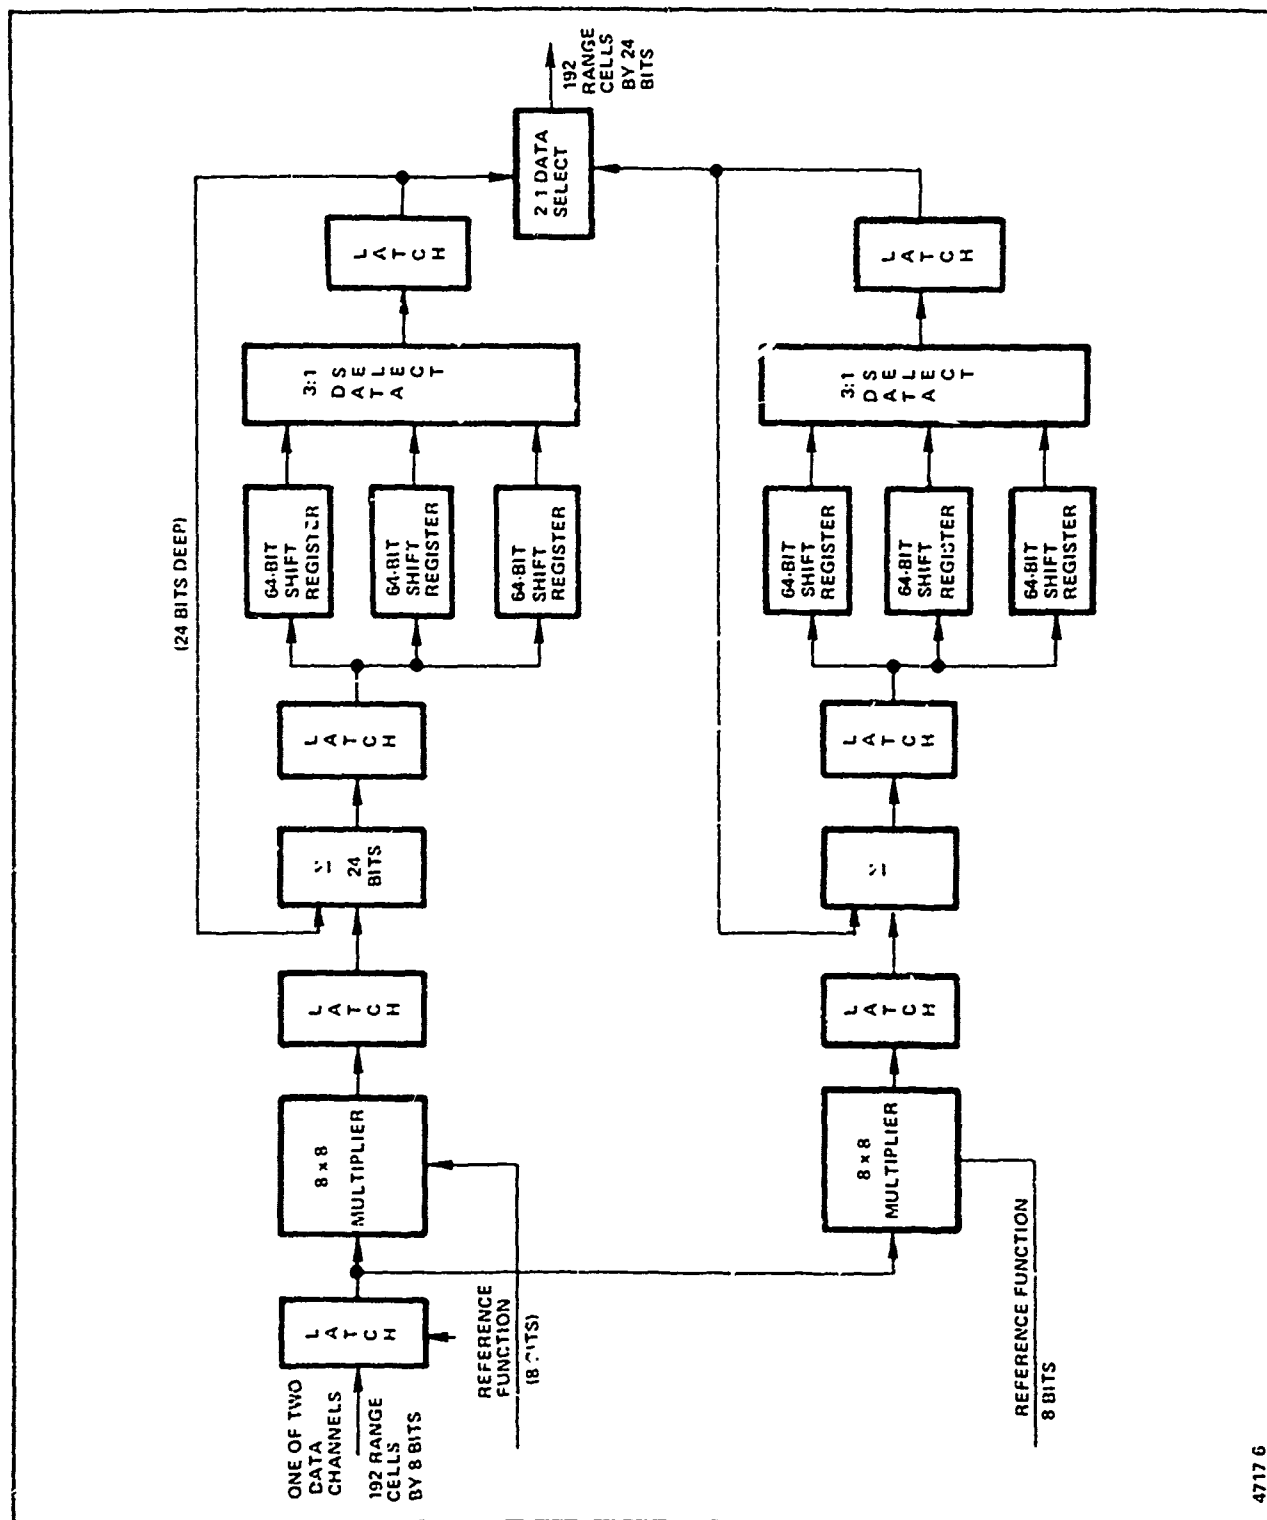 ONE OF TWO
DATA
CHANNELS
192 RANGE
CELLS
BY 8 BITS
LATCH
8 x 8
MULTIPLIER
LATCH
24
BITS
LATCH
(24 BITS DEEP)
64-BIT
SHIFT
REGISTER
64-BIT
SHIFT
REGISTER
64-BIT
SHIFT
REGISTER
3:1
DATA
SELECT
LATCH
2 1 DATA
SELECT
192
RANGE
CELLS
BY 24
BITS
REFERENCE
FUNCTION
8 x 8
MULTIPLIER
LATCH
LATCH
64-BIT
SHIFT
REGISTER
64-BIT
SHIFT
REGISTER
64-BIT
SHIFT
REGISTER
3:1
DATA
SELECT
LATCH
REFERENCE FUNCTION
8 BITS
4717 6